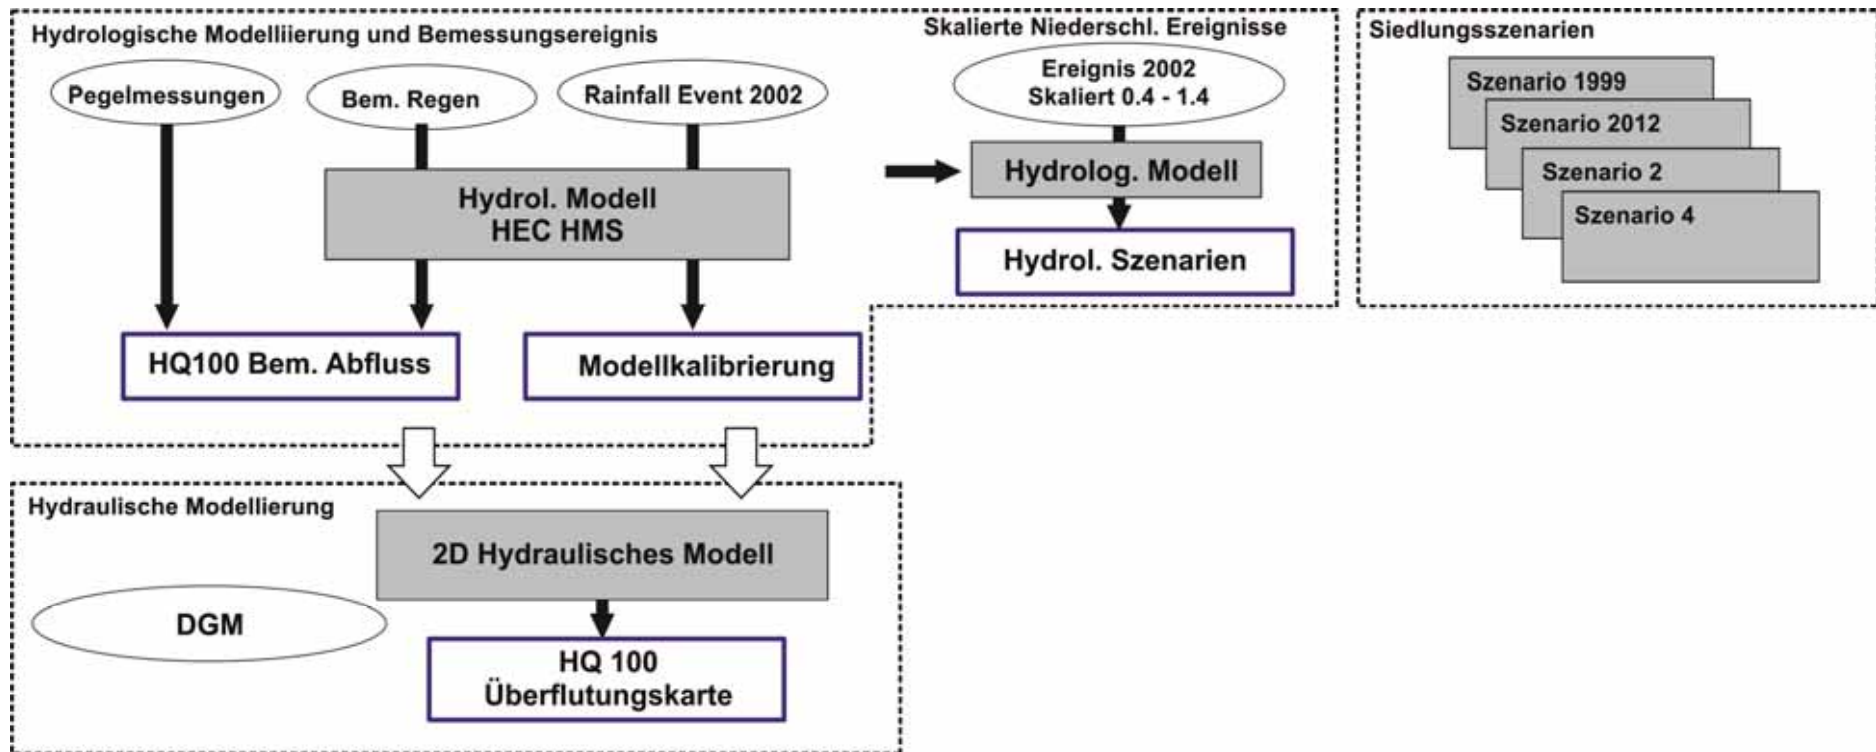 Hydrologische Modelliierung und Bemessungsereignis
Pegelmessungen
Bem. Regen
Rainfall Event 2002
Hydrol. Modell
HEC HMS
HQ100 Bem. Abfluss
Modellkalibrierung
Skalierte Niederschl. Ereignisse
Ereignis 2002
Skaliert 0.4 - 1.4
Hydrolog. Modell
Hydrol. Szenarien
Siedlungsszenarien
Szenario 1999
Szenario 2012
Szenario 2
Szenario 4
Hydraulische Modellierung
2D Hydraulisches Modell
DGM
HQ 100
Überflutungskarte